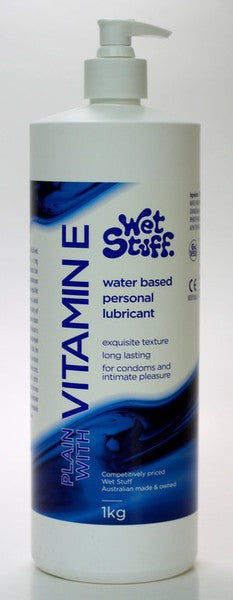 PLAIN
WITH
VITAMIN E
Wet
Stuff.
water based
personal
lubricant
exquisite texture
long lasting
for condoms and
intimate pleasure
Competitively priced
Wet Stuff
Australian made & owned
1kg
CE